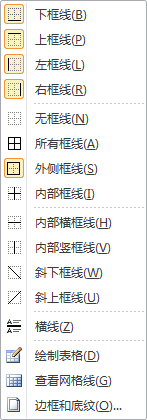 下框线(B)
上框线(P)
左框线(L)
右框线(R)
无框线(N)
所有框线(A)
外侧框线(S)
内部框线(I)
内部横框线(H)
内部竖框线(V)
斜下框线(W)
斜上框线(U)
横线(Z)
绘制表格(D)
查看网格线(G)
边框和底纹(O)...